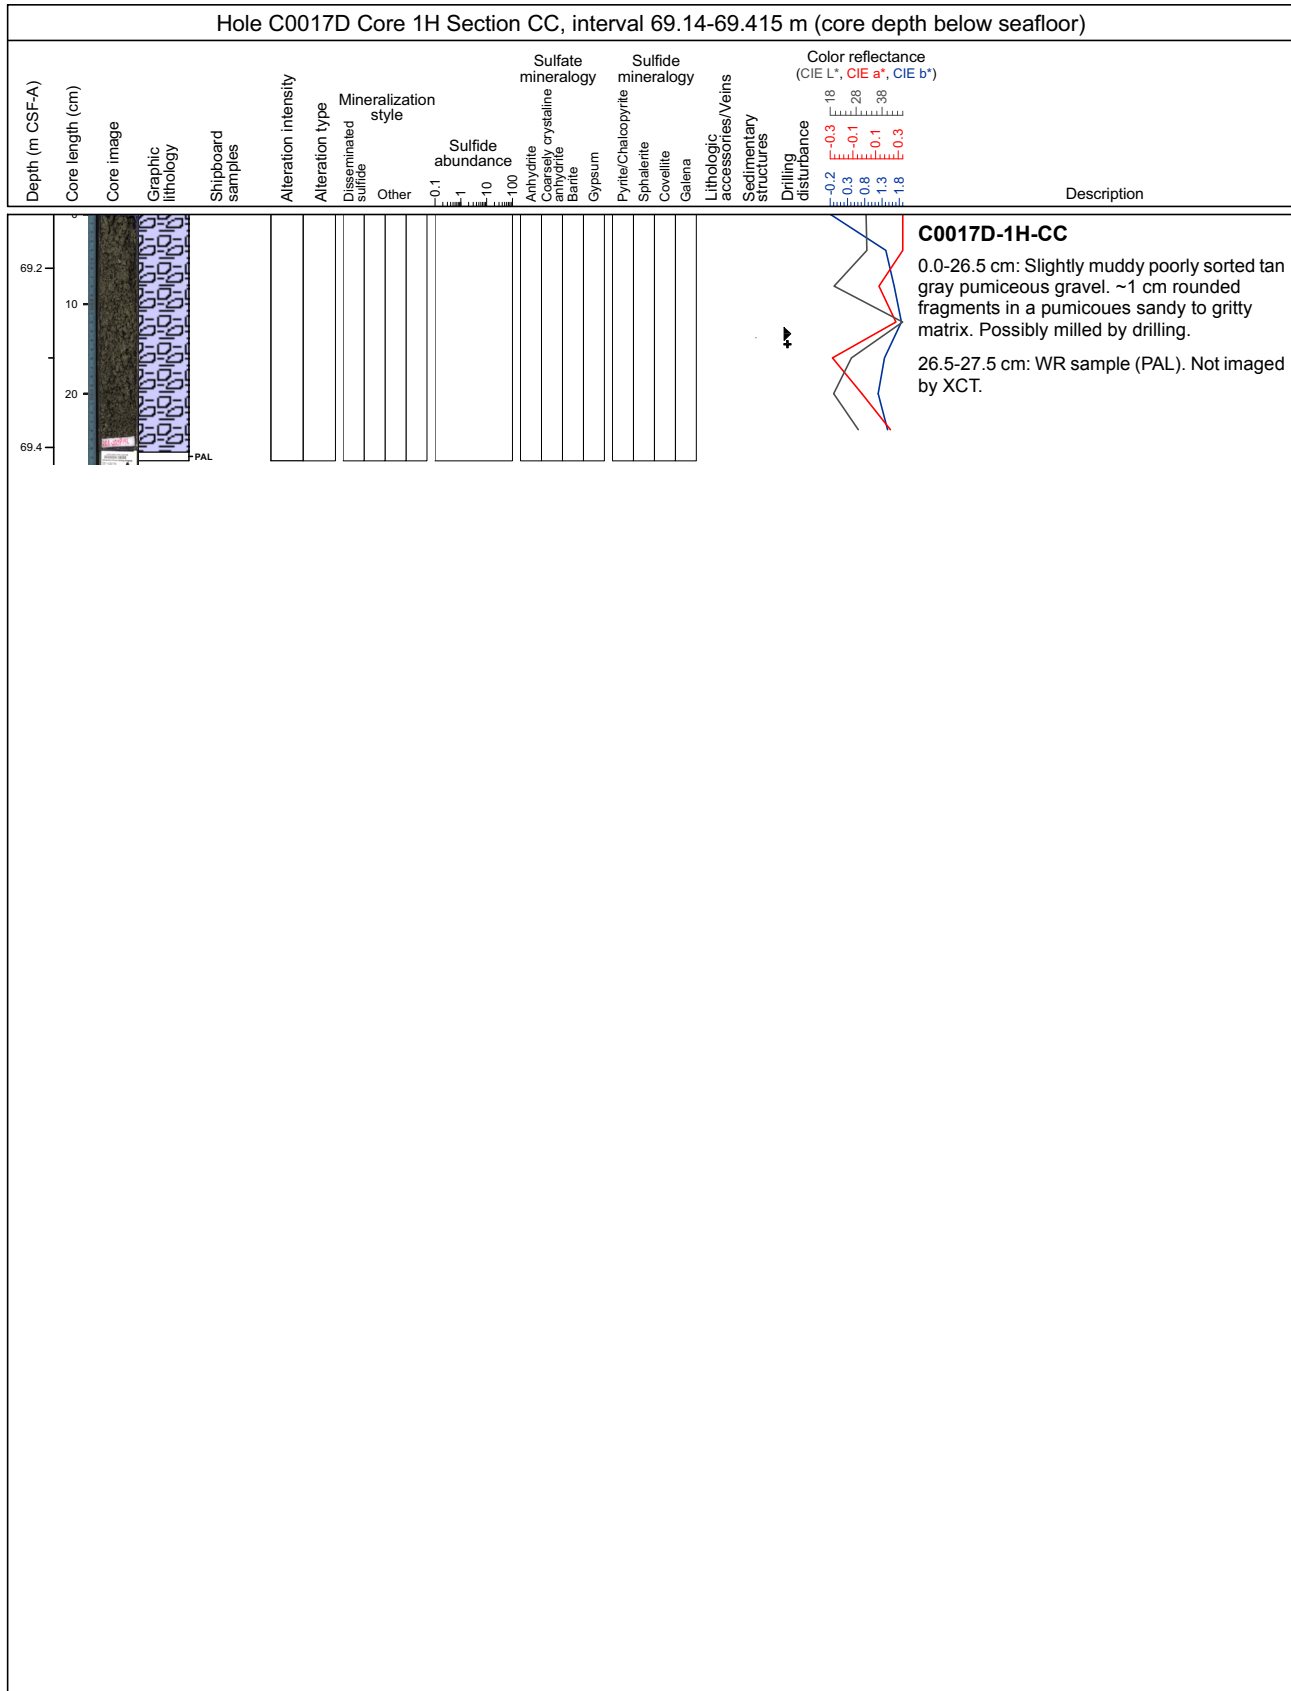 Hole C0017D Core 1H Section CC, interval 69.14-69.415 m (core depth below seafloor)
Depth (m CSF-A)
Core length (cm)
Core image
Graphic
lithology
Shipboard
samples
Alteration intensity
Alteration type
Mineralization
style
Disseminated
sulfide
Other
Sulfide
abundance
0.1
1
10
100
Sulfate
mineralogy
Anhydrite
Coarsely crystaline
anhydrite
Barite
Gypsum
Sulfide
mineralogy
Pyrite/Chalcopyrite
Sphalerite
Covellite
Galena
Lithologic
accessories/Veins
Sedimentary
structures
Drilling
disturbance
Color reflectance
(CIE L*, CIE a*, CIE b*)
18
28
38
-0.3
-0.1
0.1
0.3
-0.2
0.3
0.8
1.3
1.8
Description
69.2
69.4
10
20
PAL
C0017D-1H-CC
0.0-26.5 cm: Slightly muddy poorly sorted tan
gray pumiceous gravel. ~1 cm rounded
fragments in a pumicoues sandy to gritty
matrix. Possibly milled by drilling.
26.5-27.5 cm: WR sample (PAL). Not imaged
by XCT.